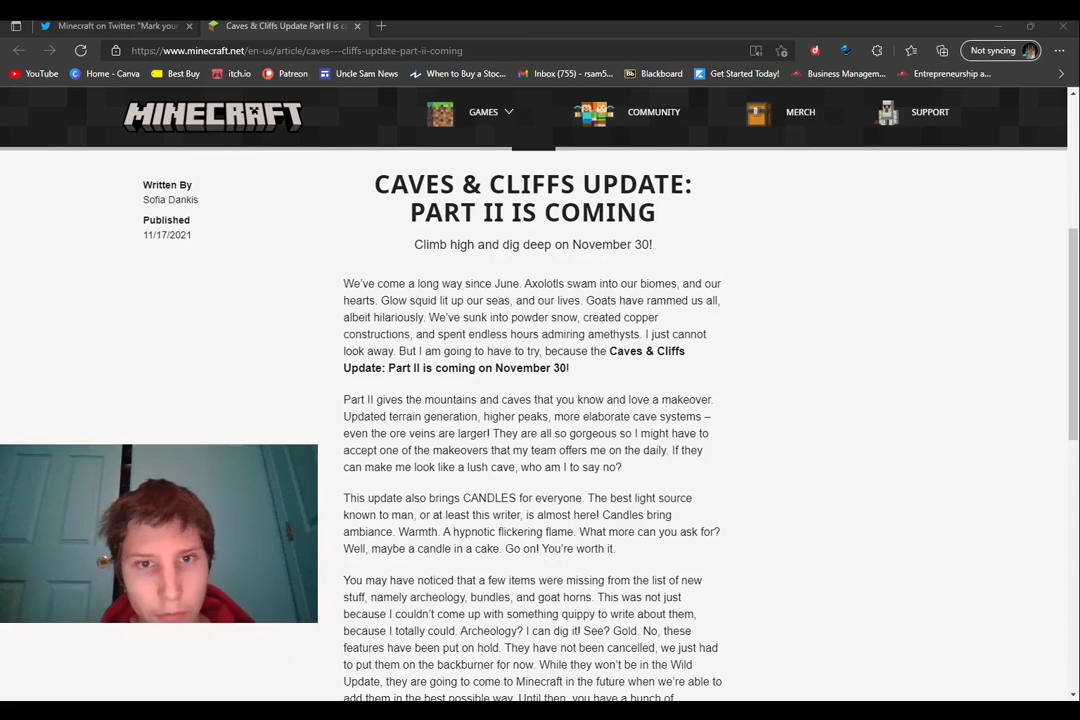 Minecraft on Twitter: "Mark your
Caves & Cliffs Update Part II is c
https://www.minecraft.net/en-us/article/caves---cliffs-update-part-ii-coming
Not syncing
YouTube
Home - Canva
Best Buy
itch.io
Patreon
Uncle Sam News
When to Buy a Stoc...
Inbox (755) - rsam5...
Blackboard
Get Started Today!
Business Managem...
Entrepreneurship a...
MINECRAFT
GAMES
COMMUNITY
MERCH
SUPPORT
Written By
Sofia Dankis
Published
11/17/2021
CAVES & CLIFFS UPDATE:
PART II IS COMING
Climb high and dig deep on November 30!
We've come a long way since June. Axolotls swam into our biomes, and our
hearts. Glow squid lit up our seas, and our lives. Goats have rammed us all,
albeit hilariously. We've sunk into powder snow, created copper
constructions, and spent endless hours admiring amethysts. I just cannot
look away. But I am going to have to try, because the Caves & Cliffs
Update: Part II is coming on November 30!
Part II gives the mountains and caves that you know and love a makeover.
Updated terrain generation, higher peaks, more elaborate cave systems –
even the ore veins are larger! They are all so gorgeous so I might have to
accept one of the makeovers that my team offers me on the daily. If they
can make me look like a lush cave, who am I to say no?
This update also brings CANDLES for everyone. The best light source
known to man, or at least this writer, is almost here! Candles bring
ambiance. Warmth. A hypnotic flickering flame. What more can you ask for?
Well, maybe a candle in a cake. Go on! You're worth it.
You may have noticed that a few items were missing from the list of new
stuff, namely archeology, bundles, and goat horns. This was not just
because I couldn't come up with something quippy to write about them,
because I totally could. Archeology? I can dig it! See? Gold. No, these
features have been put on hold. They have not been cancelled, we just had
to put them on the backburner for now. While they won't be in the Wild
Update, they are going to come to Minecraft in the future when we're able to
add them in the best possible way. Until then, you have a bunch of